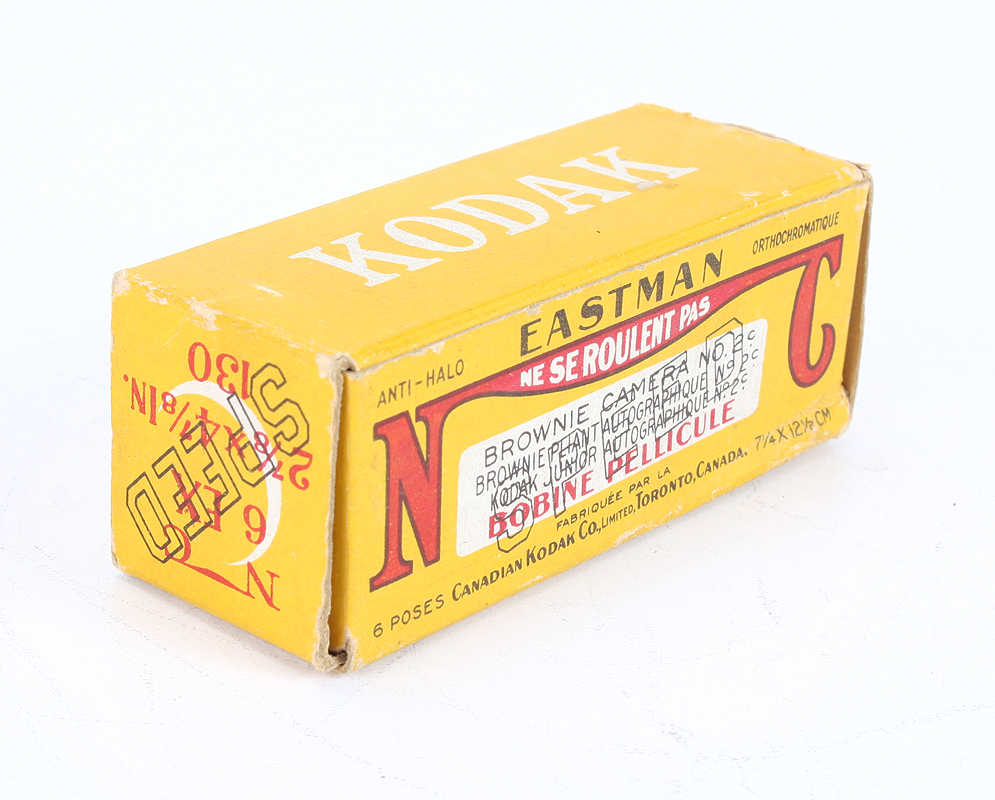 KODAK
EASTMAN
ORTHOCHROMATIQUE
ANTI-HALO
NE SE ROULENT PAS
N C
BROWNIE CAMERA NO. 2C.
BROWNIE PLIANT AUTOGRAPHIQUE Nº 2C.
KODAK JUNIOR AUTOGRAPHIQUE Nº 2C.
BOBINE PELLICULE
FABRIQUÉE PAR LA
6 POSES CANADIAN KODAK CO., LIMITED, TORONTO, CANADA. 7¼ X 12½ CM
N C
6 EX.
2⅞ X 4⅞ IN.
130
SPEED